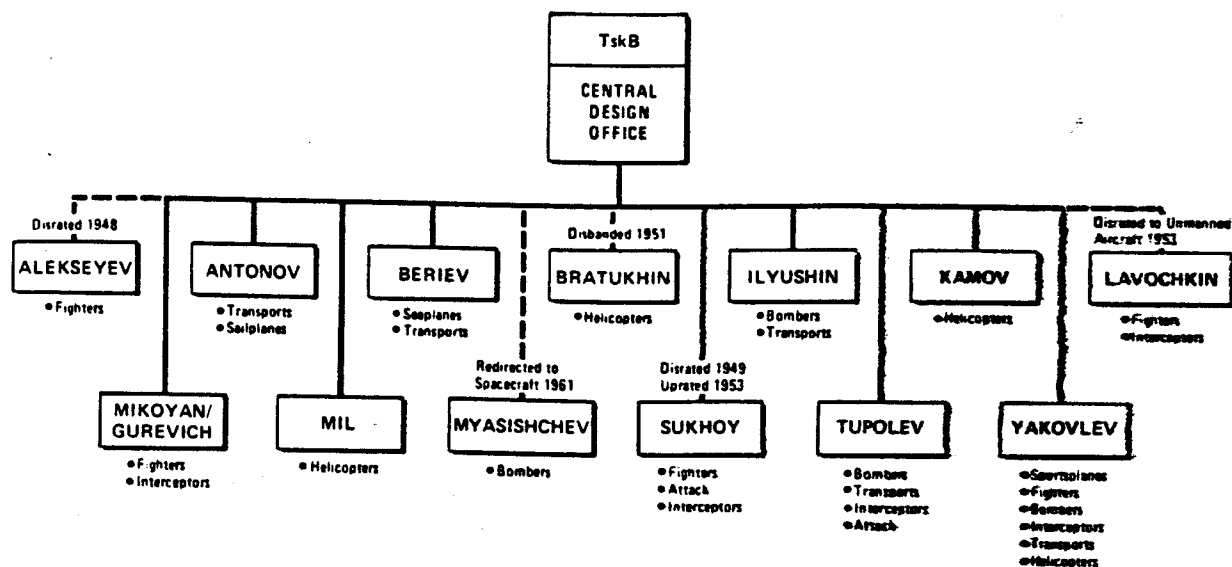 TskB
CENTRAL
DESIGN
OFFICE
Disrated 1948
ALEKSEYEV
• Fighters
ANTONOV
• Transports
• Sailplanes
BERIEV
• Seaplanes
• Transports
Disbanded 1951
BRATUKHIN
• Helicopters
ILYUSHIN
• Bombers
• Transports
KAMOV
• Helicopters
Disrated to Unmanned
Aircraft 1953
LAVOCHKIN
• Fighters
• Interceptors
MIKOYAN/
GUREVICH
• Fighters
• Interceptors
MIL
• Helicopters
Redirected to
Spacecraft 1961
MYASISHCHEV
• Bombers
Disrated 1949
Uprated 1953
SUKHOY
• Fighters
• Attack
• Interceptors
TUPOLEV
• Bombers
• Transports
• Interceptors
• Attack
YAKOVLEV
• Sportsplanes
• Fighters
• Bombers
• Interceptors
• Transports
• Helicopters